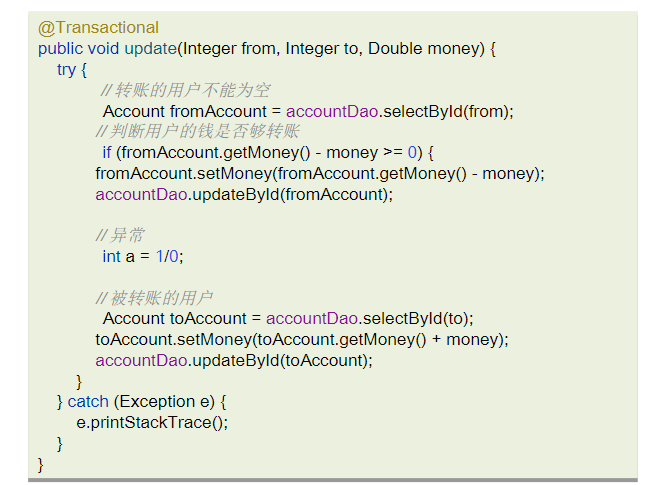 @Transactional
public void update(Integer from, Integer to, Double money) {
try {
//转账的用户不能为空
Account fromAccount = accountDao.selectById(from);
//判断用户的钱是否够转账
if (fromAccount.getMoney() - money >= 0) {
fromAccount.setMoney(fromAccount.getMoney() - money);
accountDao.updateById(fromAccount);
//异常
int a = 1/0;
//被转账的用户
Account toAccount = accountDao.selectById(to);
toAccount.setMoney(toAccount.getMoney() + money);
accountDao.updateById(toAccount);
}
} catch (Exception e) {
e.printStackTrace();
}
}